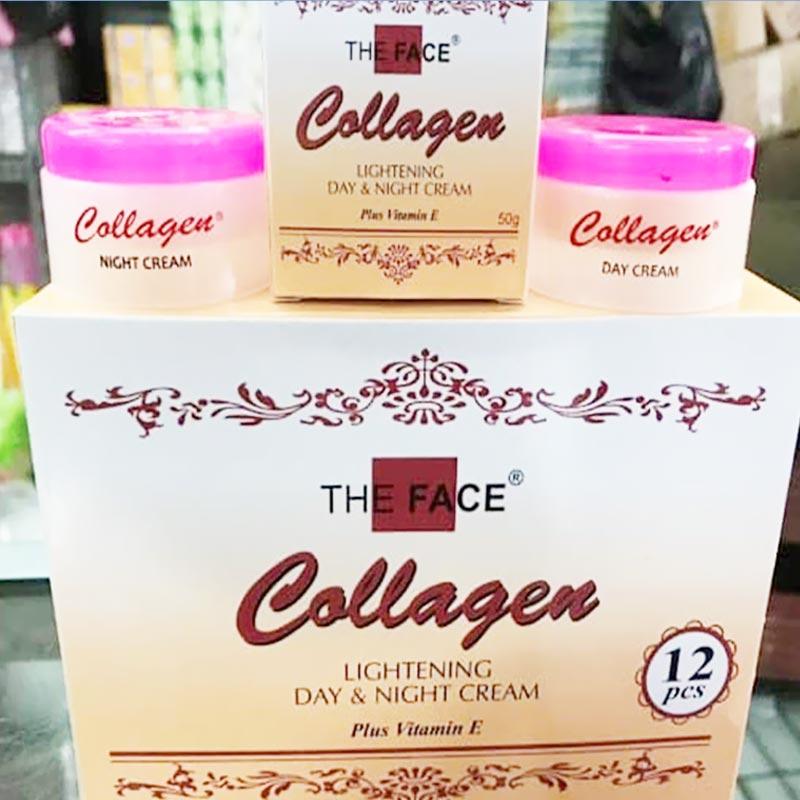 THE FACE®
Collagen
LIGHTENING
DAY & NIGHT CREAM
Plus Vitamin E
50g
Collagen®
NIGHT CREAM
Collagen®
DAY CREAM
THE FACE®
Collagen
LIGHTENING
DAY & NIGHT CREAM
Plus Vitamin E
12
pcs